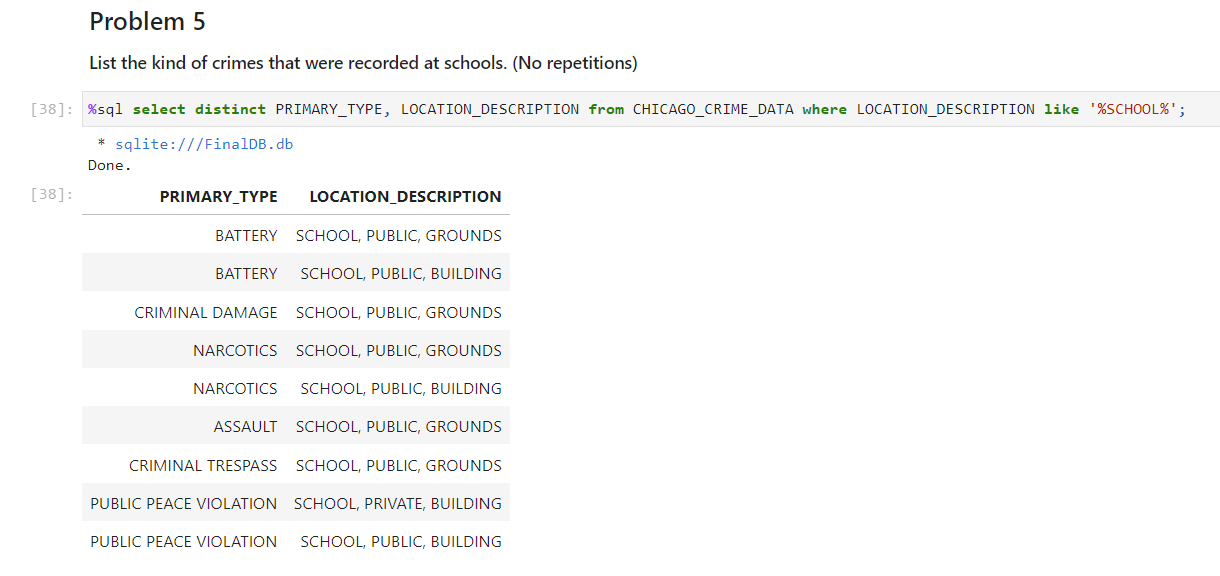 Problem 5
List the kind of crimes that were recorded at schools. (No repetitions)
[38]: %sql select distinct PRIMARY_TYPE, LOCATION_DESCRIPTION from CHICAGO_CRIME_DATA where LOCATION_DESCRIPTION like '%SCHOOL%';
* sqlite:///FinalDB.db
Done.
[38]: PRIMARY_TYPE LOCATION_DESCRIPTION
BATTERY SCHOOL, PUBLIC, GROUNDS
BATTERY SCHOOL, PUBLIC, BUILDING
CRIMINAL DAMAGE SCHOOL, PUBLIC, GROUNDS
NARCOTICS SCHOOL, PUBLIC, GROUNDS
NARCOTICS SCHOOL, PUBLIC, BUILDING
ASSAULT SCHOOL, PUBLIC, GROUNDS
CRIMINAL TRESPASS SCHOOL, PUBLIC, GROUNDS
PUBLIC PEACE VIOLATION SCHOOL, PRIVATE, BUILDING
PUBLIC PEACE VIOLATION SCHOOL, PUBLIC, BUILDING